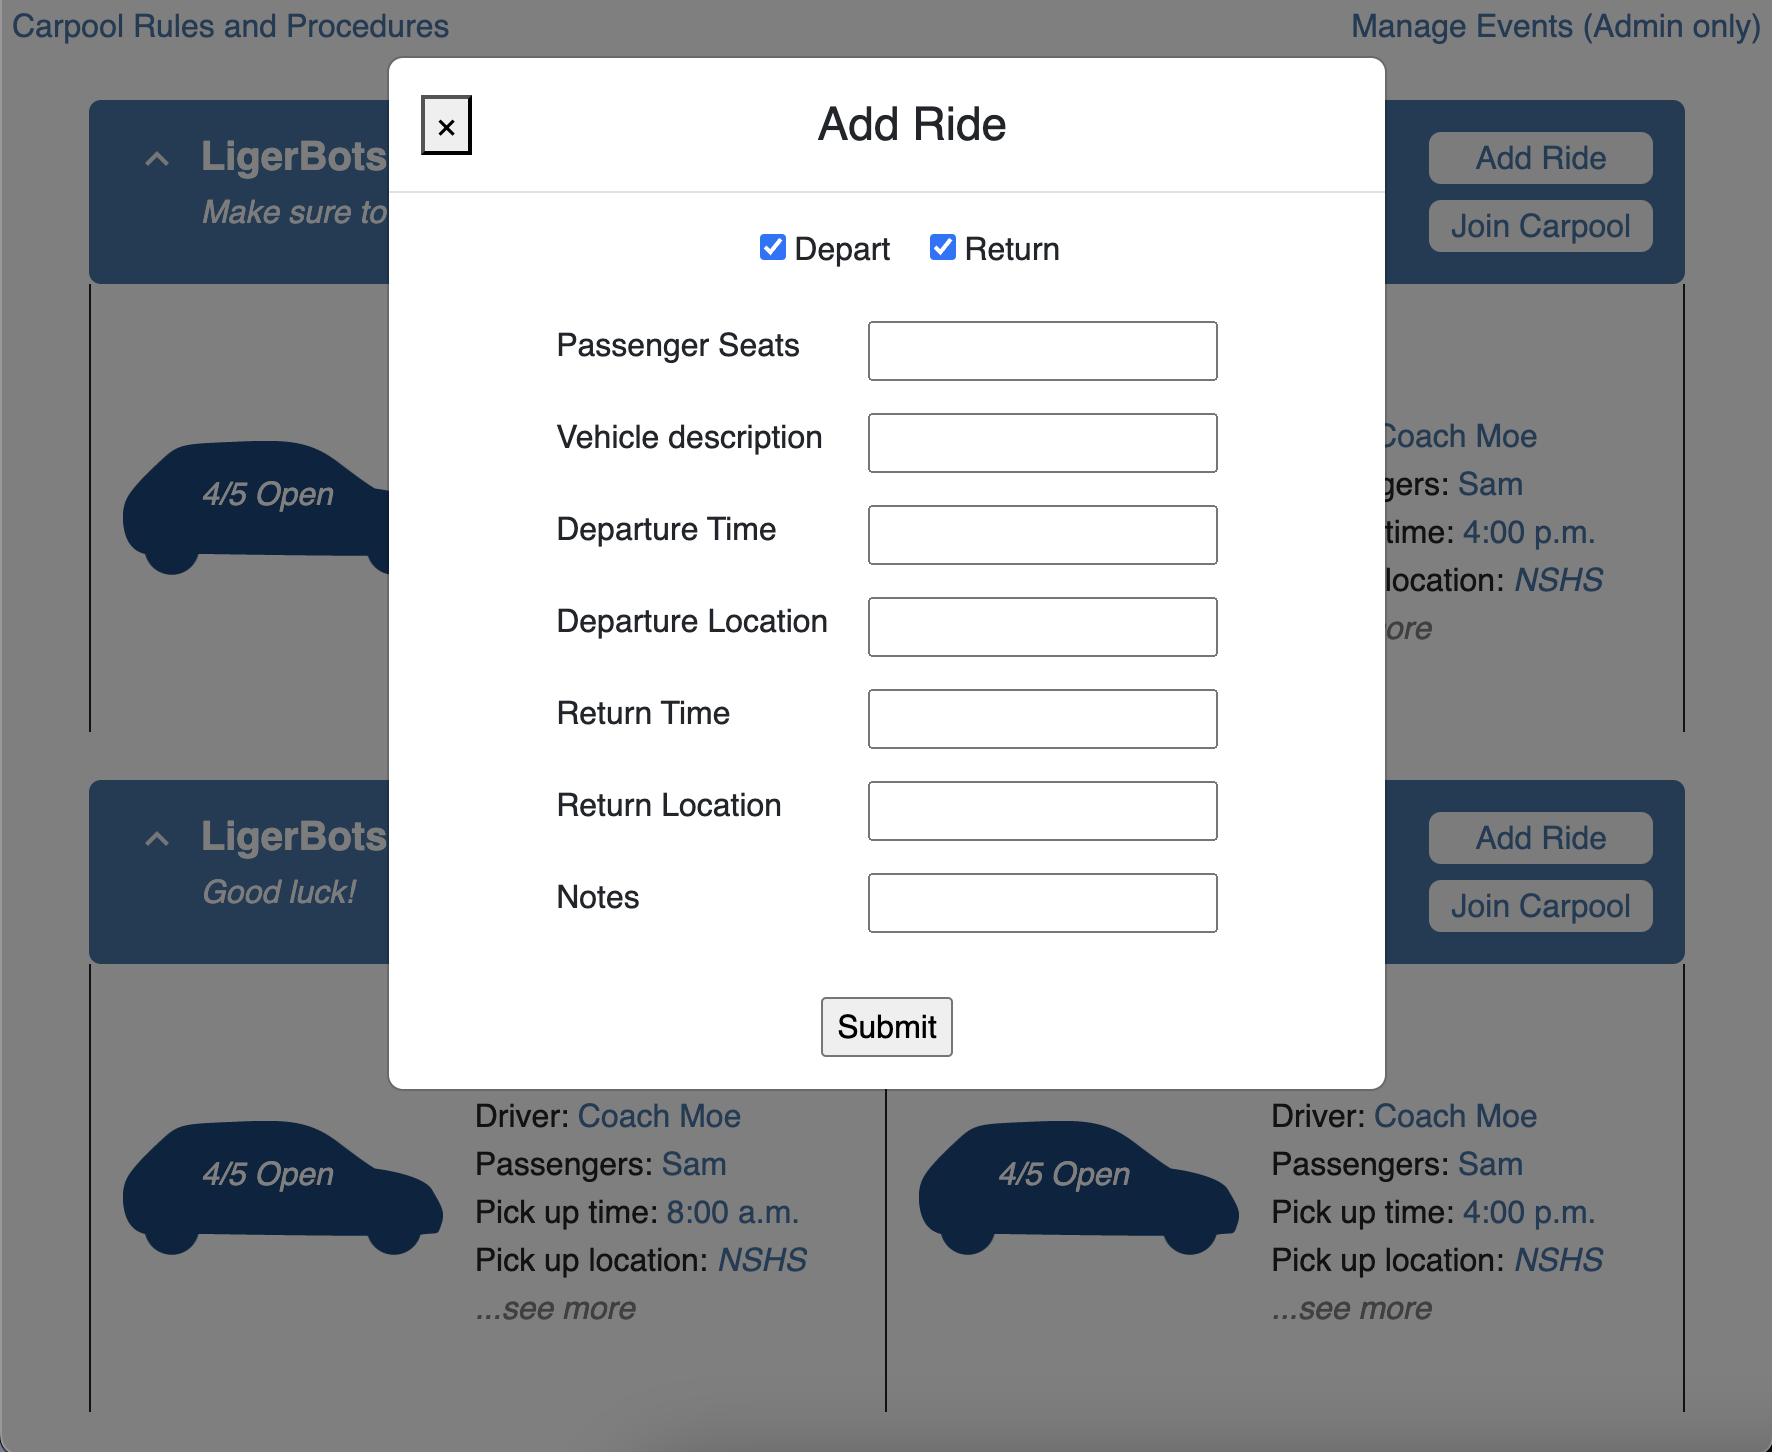 Carpool Rules and Procedures
Manage Events (Admin only)
×
Add Ride
LigerBots
Make sure to
Add Ride
Join Carpool
Depart
Return
Passenger Seats
Vehicle description
Departure Time
Departure Location
Return Time
Return Location
Notes
Submit
4/5 Open
Coach Moe
gers: Sam
time: 4:00 p.m.
location: NSHS
ore
LigerBots
Good luck!
Add Ride
Join Carpool
4/5 Open
Driver: Coach Moe
Passengers: Sam
Pick up time: 8:00 a.m.
Pick up location: NSHS
...see more
4/5 Open
Driver: Coach Moe
Passengers: Sam
Pick up time: 4:00 p.m.
Pick up location: NSHS
...see more